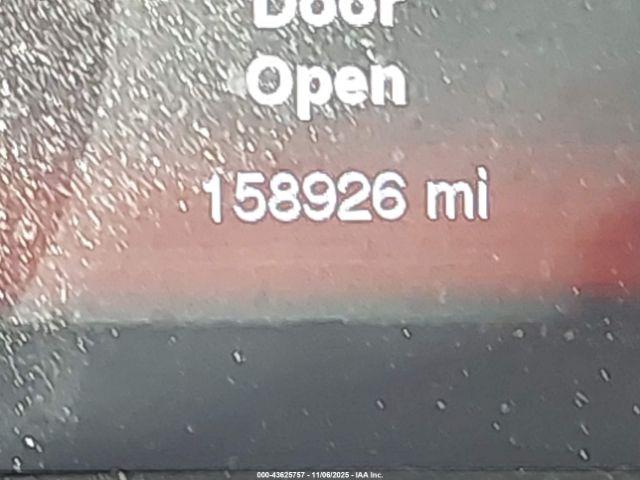 Door
Open
158926 mi
000-43625757 - 11/06/2025 - IAA Inc.